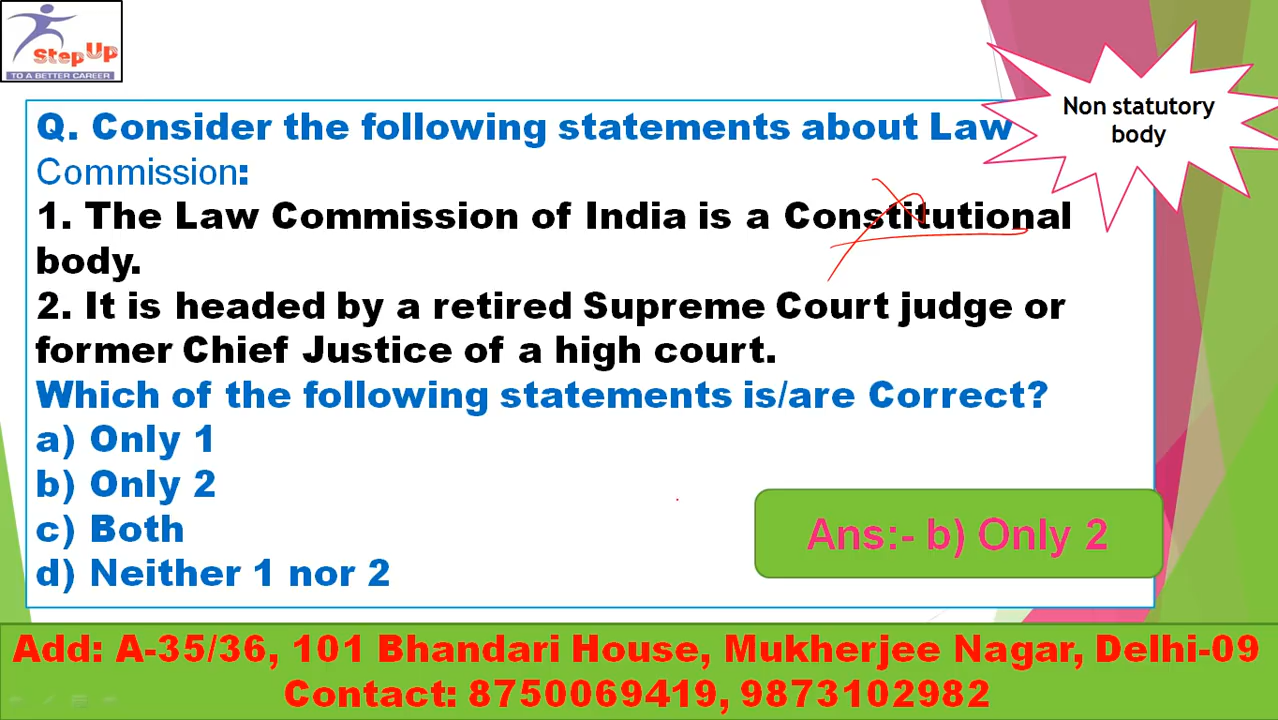 StepUp
TO A BETTER CAREER
Non statutory
body
Q. Consider the following statements about Law
Commission:
1. The Law Commission of India is a Constitutional
body.
2. It is headed by a retired Supreme Court judge or
former Chief Justice of a high court.
Which of the following statements is/are Correct?
a) Only 1
b) Only 2
c) Both
d) Neither 1 nor 2
Ans:- b) Only 2
Add: A-35/36, 101 Bhandari House, Mukherjee Nagar, Delhi-09
Contact: 8750069419, 9873102982